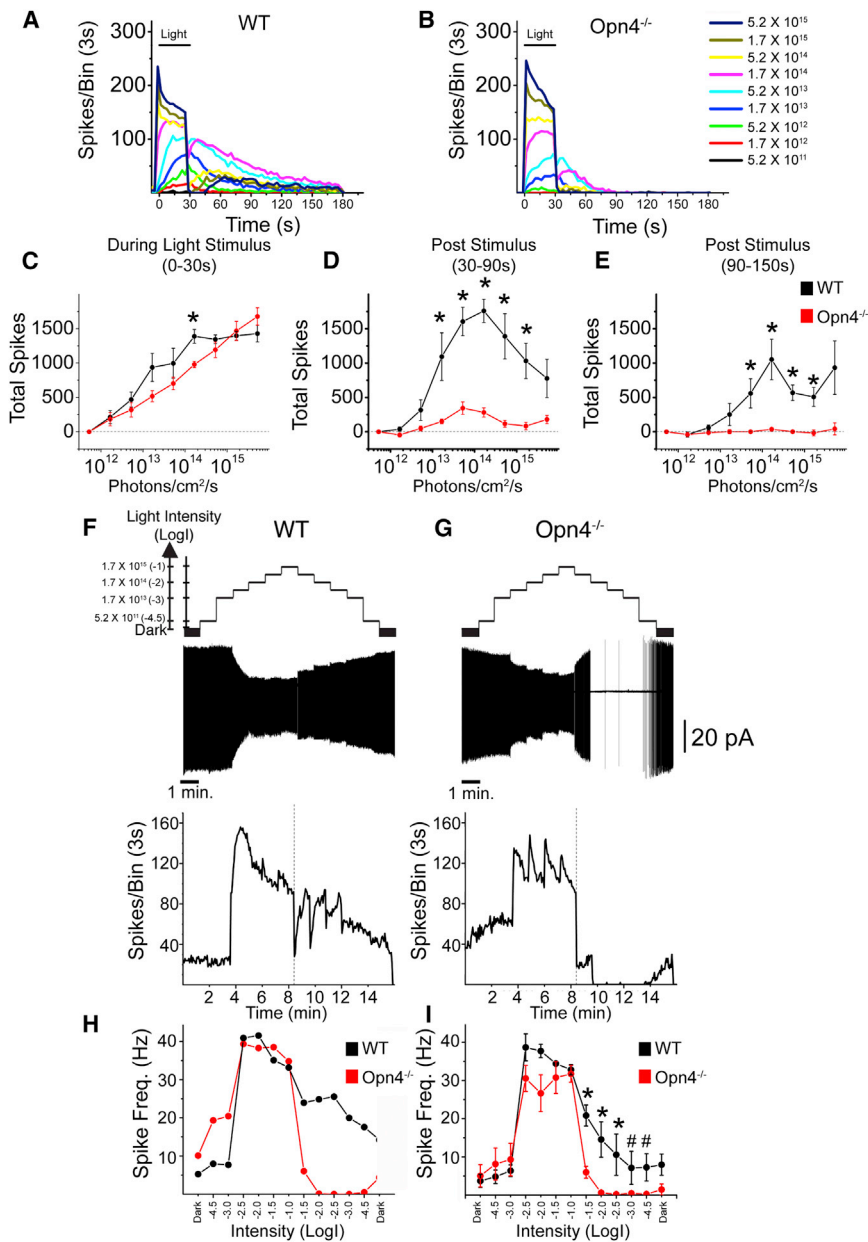 A WT B Opn4-/-
Spikes/Bin (3s) Light Spikes/Bin (3s) Light
300 200 100
300 200 100
0 30 60 90 120 150 180
Time (s)
0 30 60 90 120 150 180
Time (s)
5.2 X 10^15
1.7 X 10^15
5.2 X 10^14
1.7 X 10^14
5.2 X 10^13
1.7 X 10^13
5.2 X 10^12
1.7 X 10^12
5.2 X 10^11
C During Light Stimulus (0-30s)
Total Spikes
1500 1000 500 0
10^12 10^13 10^14 10^15
Photons/cm²/s
*
D Post Stimulus (30-90s)
Total Spikes
1500 1000 500 0
10^12 10^13 10^14 10^15
Photons/cm²/s
* * * * *
E Post Stimulus (90-150s)
Total Spikes
1500 1000 500 0
10^12 10^13 10^14 10^15
Photons/cm²/s
* * * *
WT
Opn4-/-
F WT G Opn4-/-
Light Intensity
(LogI)
1.7 X 10^15 (-1)
1.7 X 10^14 (-2)
1.7 X 10^13 (-3)
5.2 X 10^11 (-4.5)
Dark
20 pA
1 min. 1 min.
Spikes/Bin (3s)
160 120 80 40
2 4 6 8 10 12 14
Time (min)
Spikes/Bin (3s)
160 120 80 40
2 4 6 8 10 12 14
Time (min)
H
Spike Freq. (Hz)
40 30 20 10
WT
Opn4-/-
Dark -4.5 -3.0 -2.5 -2.0 -1.5 -1.0 -1.5 -2.0 -2.5 -3.0 -4.5 Dark
Intensity (LogI)
I
Spike Freq. (Hz)
40 30 20 10
WT
Opn4-/-
* * * # #
Dark -4.5 -3.0 -2.5 -2.0 -1.5 -1.0 -1.5 -2.0 -2.5 -3.0 -4.5 Dark
Intensity (LogI)